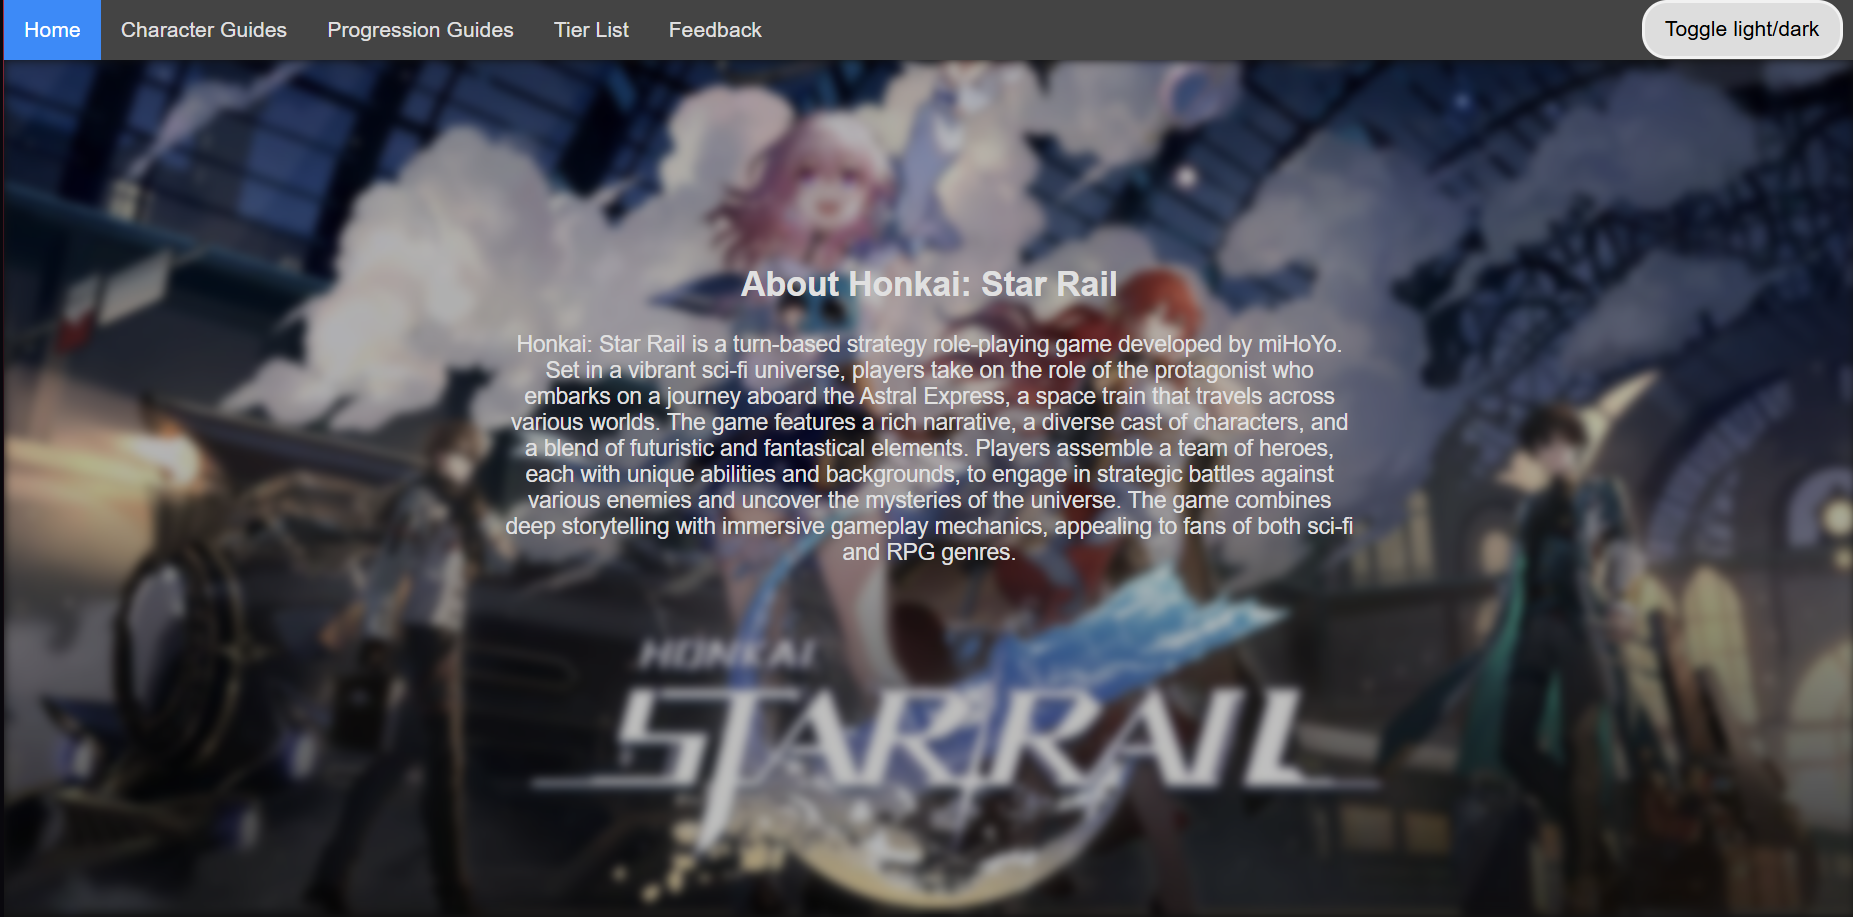 Home Character Guides Progression Guides Tier List Feedback Toggle light/dark
About Honkai: Star Rail
Honkai: Star Rail is a turn-based strategy role-playing game developed by miHoYo.
Set in a vibrant sci-fi universe, players take on the role of the protagonist who
embarks on a journey aboard the Astral Express, a space train that travels across
various worlds. The game features a rich narrative, a diverse cast of characters, and
a blend of futuristic and fantastical elements. Players assemble a team of heroes,
each with unique abilities and backgrounds, to engage in strategic battles against
various enemies and uncover the mysteries of the universe. The game combines
deep storytelling with immersive gameplay mechanics, appealing to fans of both sci-fi
and RPG genres.
HONKAI
STAR RAIL